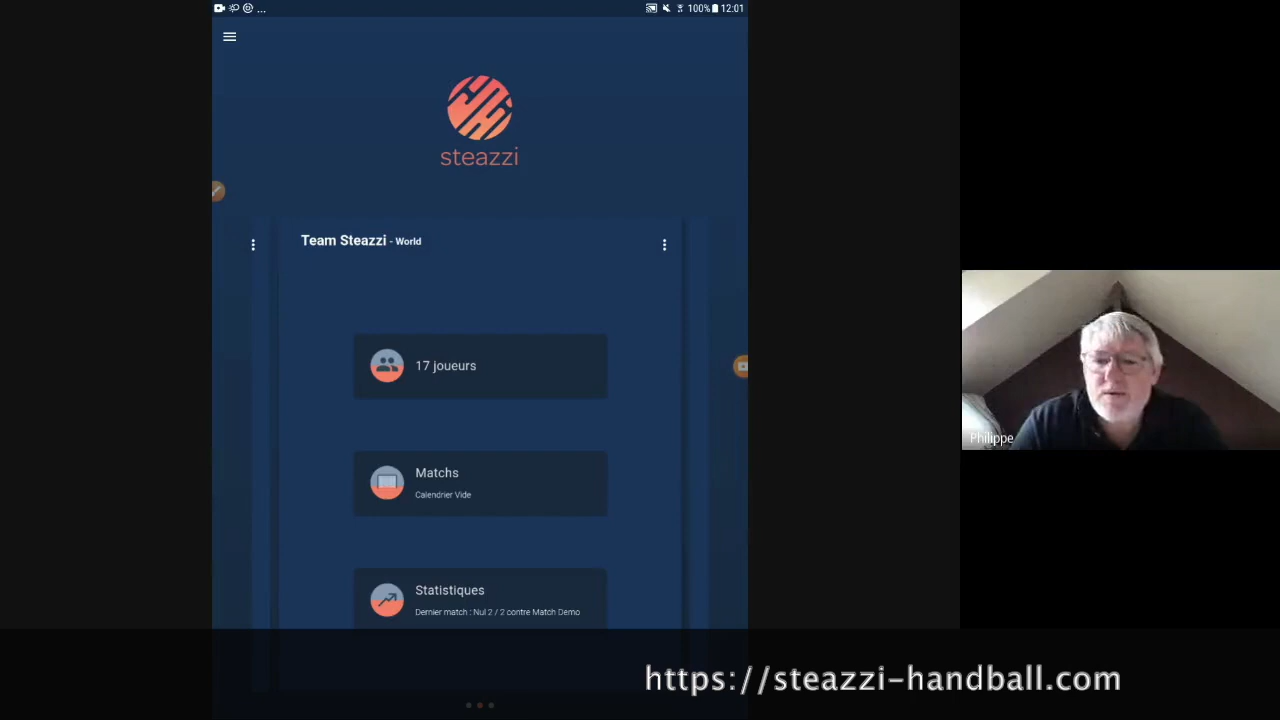 ... 100% 12:01
steazzi
Team Steazzi - World
17 joueurs
Matchs
Calendrier Vide
Statistiques
Dernier match : Nul 2 / 2 contre Match Demo
Philippe
https://steazzi-handball.com